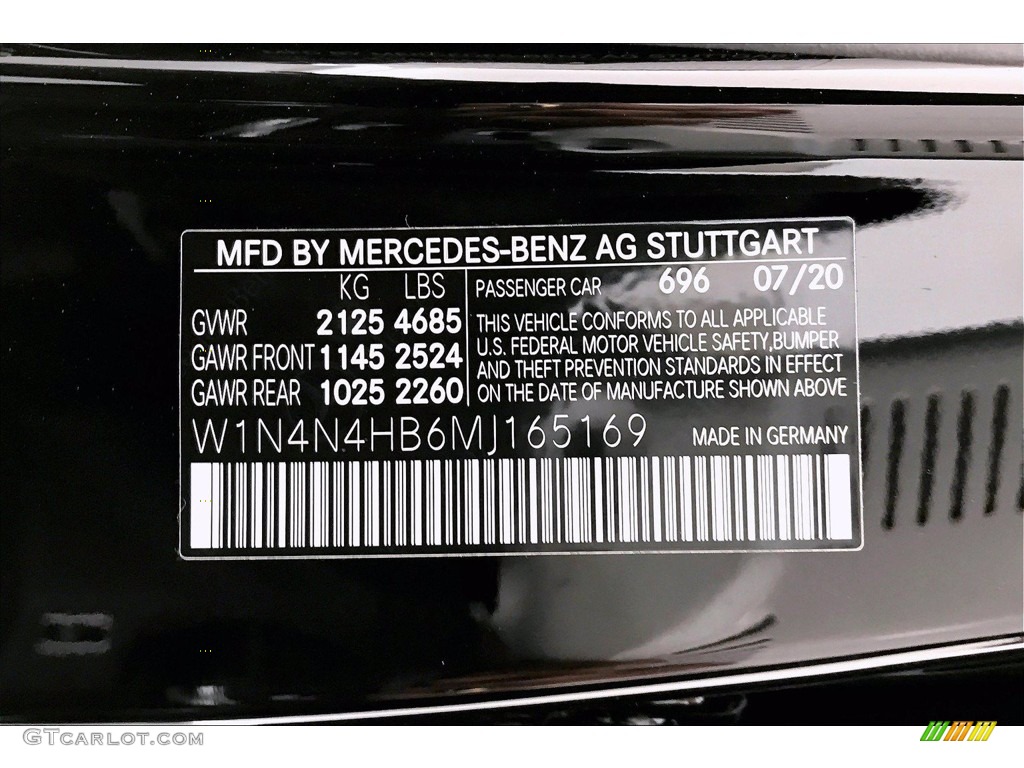 MFD BY MERCEDES-BENZ AG STUTTGART
KG LBS
GVWR 2125 4685
GAWR FRONT 1145 2524
GAWR REAR 1025 2260
PASSENGER CAR 696 07/20
THIS VEHICLE CONFORMS TO ALL APPLICABLE
U.S. FEDERAL MOTOR VEHICLE SAFETY,BUMPER
AND THEFT PREVENTION STANDARDS IN EFFECT
ON THE DATE OF MANUFACTURE SHOWN ABOVE
W1N4N4HB6MJ165169
MADE IN GERMANY
GTCARLOT.COM